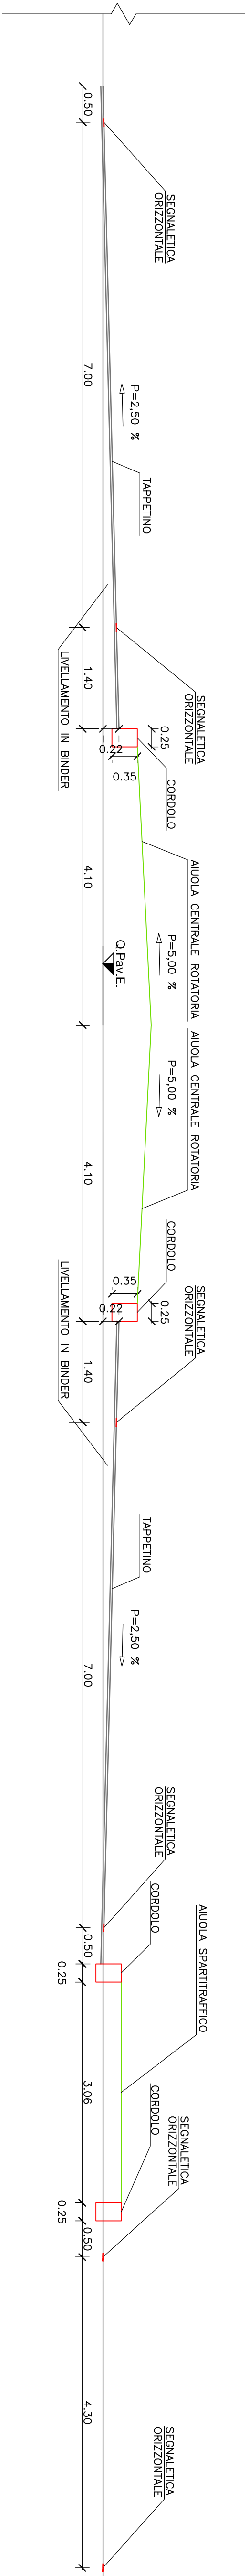 0.50
SEGNALETICA
ORIZZONTALE
7.00
P=2,50 %
TAPPETINO
1.40
LIVELLAMENTO IN BINDER
SEGNALETICA
ORIZZONTALE
0.25
0.22
0.35
CORDOLO
4.10
AIUOLA CENTRALE ROTATORIA
P=5,00 %
Q.Pav.E.
AIUOLA CENTRALE ROTATORIA
P=5,00 %
4.10
CORDOLO
0.35
0.22
0.25
SEGNALETICA
ORIZZONTALE
LIVELLAMENTO IN BINDER
1.40
TAPPETINO
P=2,50 %
7.00
SEGNALETICA
ORIZZONTALE
CORDOLO
0.50
0.25
AIUOLA SPARTITRAFFICO
3.06
CORDOLO
SEGNALETICA
ORIZZONTALE
0.25
0.50
4.30
SEGNALETICA
ORIZZONTALE